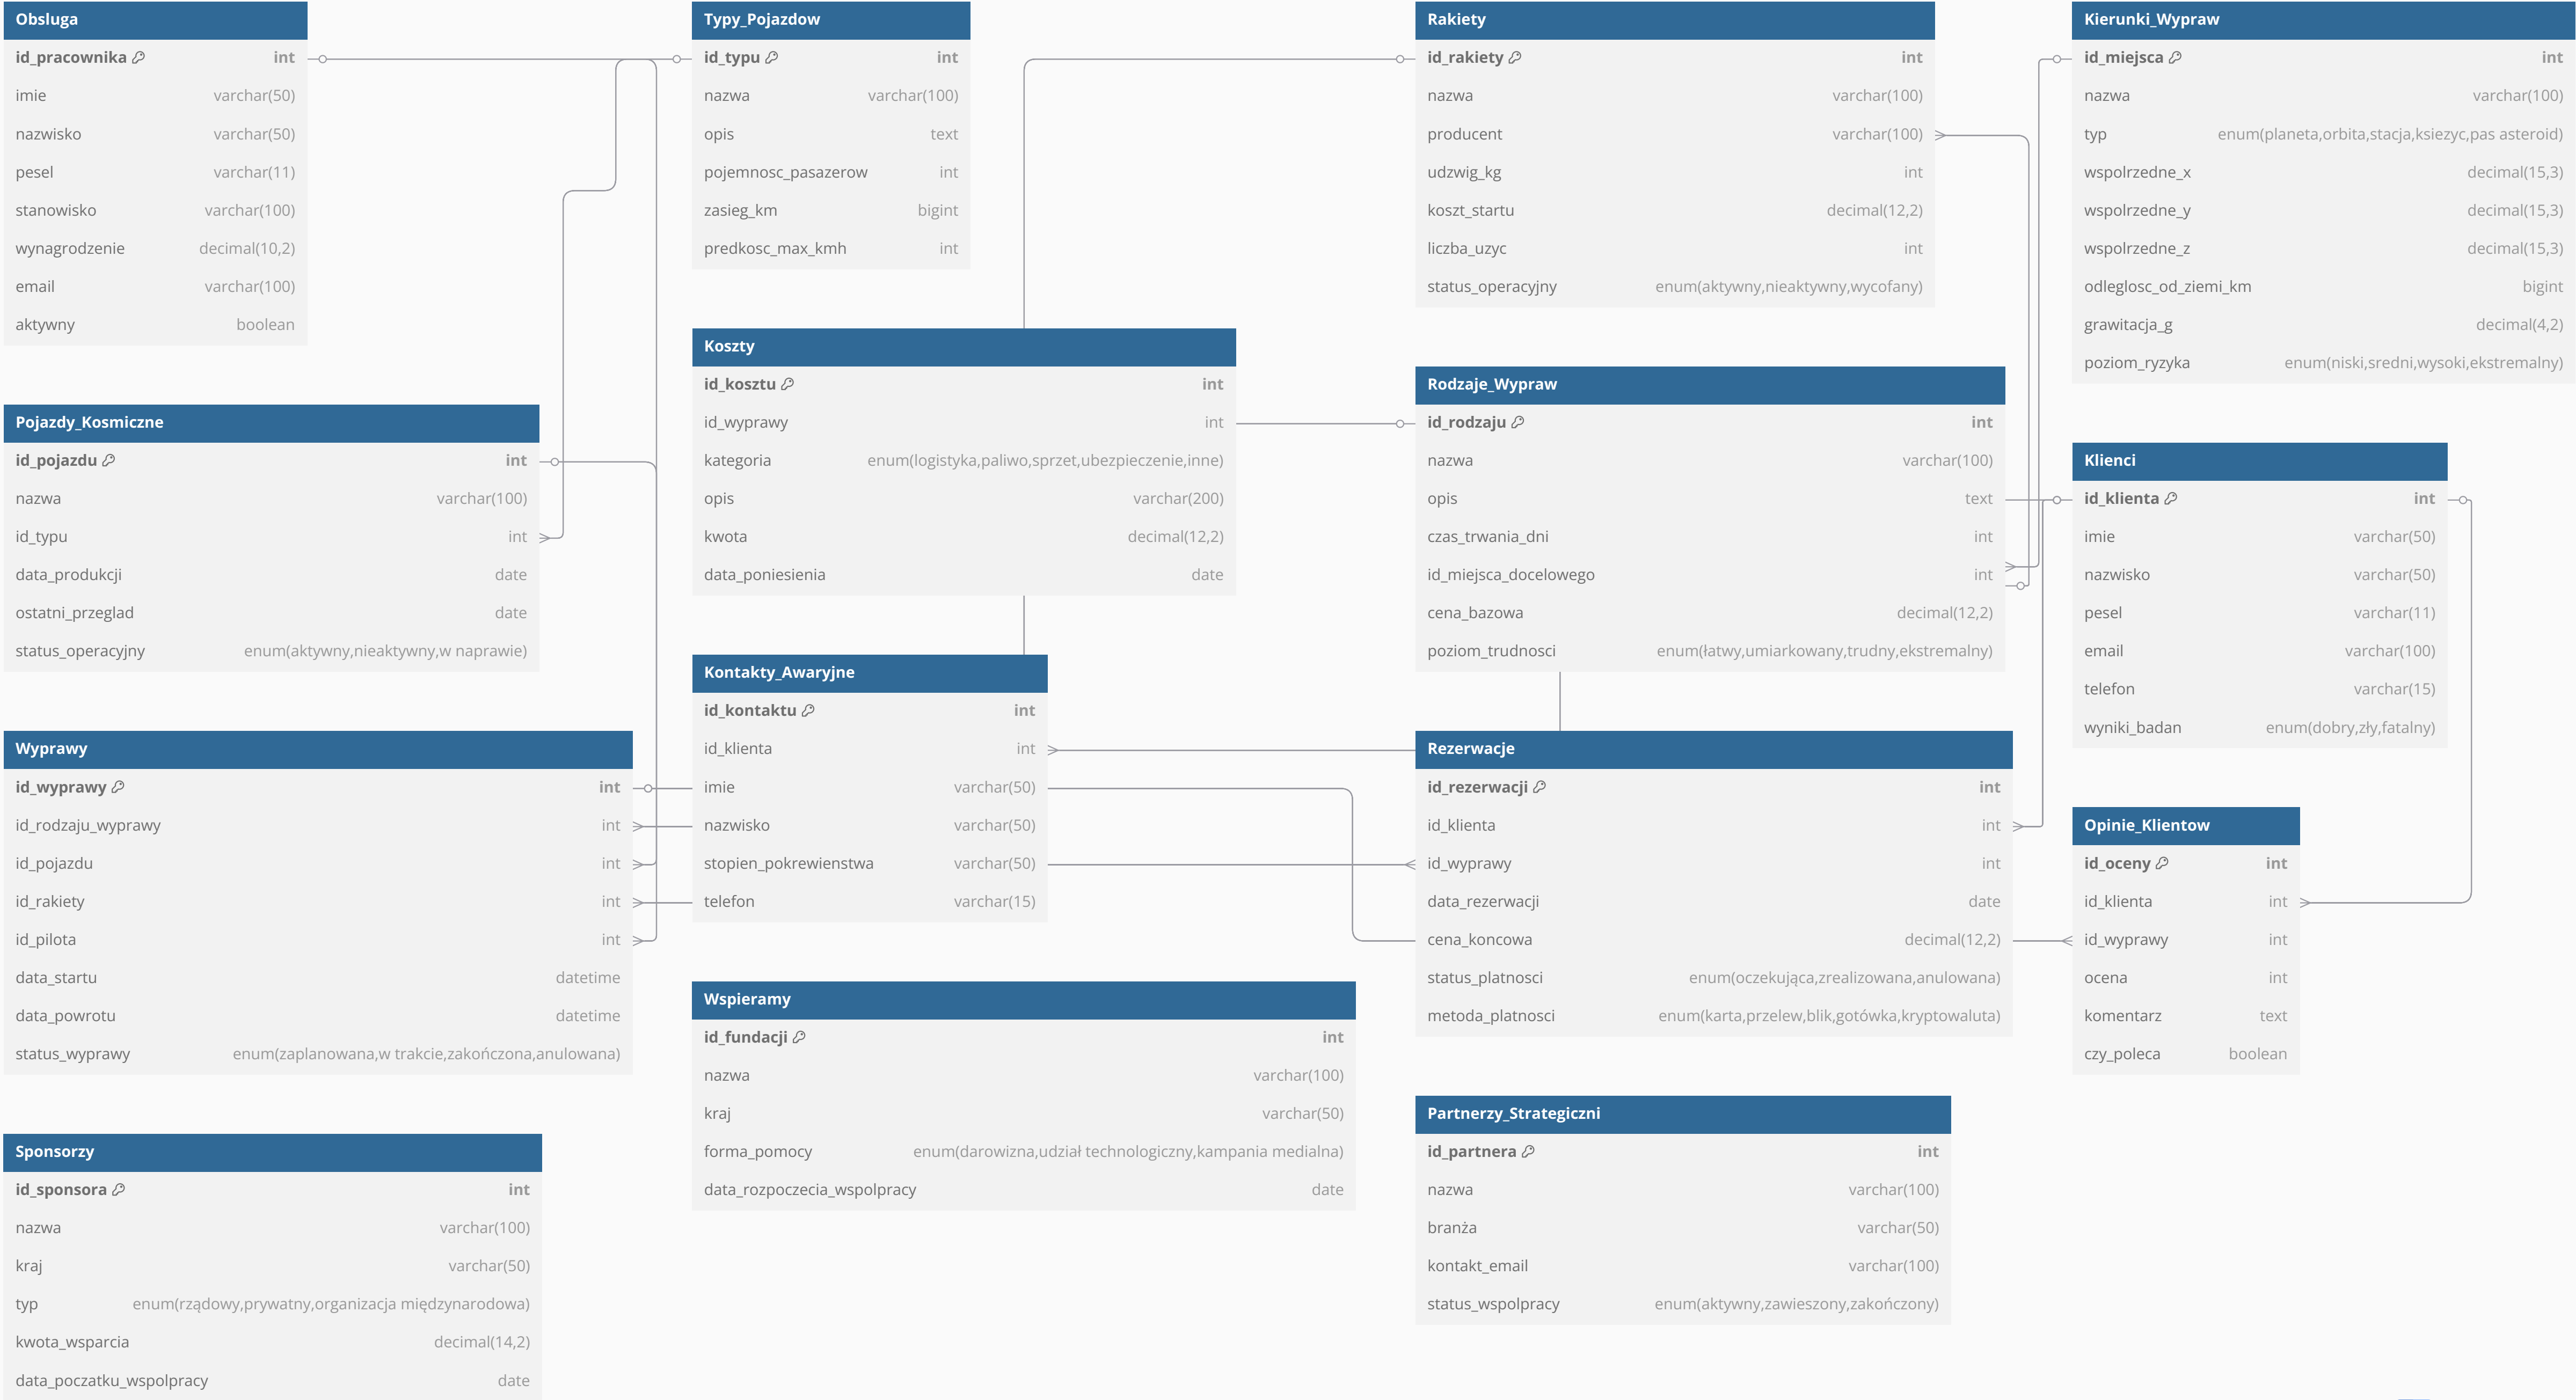 Obsluga
id_pracownika int
imie varchar(50)
nazwisko varchar(50)
pesel varchar(11)
stanowisko varchar(100)
wynagrodzenie decimal(10,2)
email varchar(100)
aktywny boolean
Pojazdy_Kosmiczne
id_pojazdu int
nazwa varchar(100)
id_typu int
data_produkcji date
ostatni_przeglad date
status_operacyjny enum(aktywny,nieaktywny,w naprawie)
Wyprawy
id_wyprawy int
id_rodzaju_wyprawy int
id_pojazdu int
id_rakiety int
id_pilota int
data_startu datetime
data_powrotu datetime
status_wyprawy enum(zaplanowana,w trakcie,zakończona,anulowana)
Sponsorzy
id_sponsora int
nazwa varchar(100)
kraj varchar(50)
typ enum(rządowy,prywatny,organizacja międzynarodowa)
kwota_wsparcia decimal(14,2)
data_poczatku_wspolpracy date
Typy_Pojazdow
id_typu int
nazwa varchar(100)
opis text
pojemnosc_pasazerow int
zasieg_km bigint
predkosc_max_kmh int
Koszty
id_kosztu int
id_wyprawy int
kategoria enum(logistyka,paliwo,sprzet,ubezpieczenie,inne)
opis varchar(200)
kwota decimal(12,2)
data_poniesienia date
Kontakty_Awaryjne
id_kontaktu int
id_klienta int
imie varchar(50)
nazwisko varchar(50)
stopien_pokrewienstwa varchar(50)
telefon varchar(15)
Wspieramy
id_fundacji int
nazwa varchar(100)
kraj varchar(50)
forma_pomocy enum(darowizna,udział technologiczny,kampania medialna)
data_rozpoczecia_wspolpracy date
Rakiety
id_rakiety int
nazwa varchar(100)
producent varchar(100)
udzwig_kg int
koszt_startu decimal(12,2)
liczba_uzyc int
status_operacyjny enum(aktywny,nieaktywny,wycofany)
Rodzaje_Wypraw
id_rodzaju int
nazwa varchar(100)
opis text
czas_trwania_dni int
id_miejsca_docelowego int
cena_bazowa decimal(12,2)
poziom_trudnosci enum(łatwy,umiarkowany,trudny,ekstremalny)
Rezerwacje
id_rezerwacji int
id_klienta int
id_wyprawy int
data_rezerwacji date
cena_koncowa decimal(12,2)
status_platnosci enum(oczekująca,zrealizowana,anulowana)
metoda_platnosci enum(karta,przelew,blik,gotówka,kryptowaluta)
Partnerzy_Strategiczni
id_partnera int
nazwa varchar(100)
branża varchar(50)
kontakt_email varchar(100)
status_wspolpracy enum(aktywny,zawieszony,zakończony)
Kierunki_Wypraw
id_miejsca int
nazwa varchar(100)
typ enum(planeta,orbita,stacja,ksiezyc,pas asteroid)
wspolrzedne_x decimal(15,3)
wspolrzedne_y decimal(15,3)
wspolrzedne_z decimal(15,3)
odleglosc_od_ziemi_km bigint
grawitacja_g decimal(4,2)
poziom_ryzyka enum(niski,sredni,wysoki,ekstremalny)
Klienci
id_klienta int
imie varchar(50)
nazwisko varchar(50)
pesel varchar(11)
email varchar(100)
telefon varchar(15)
wyniki_badan enum(dobry,zły,fatalny)
Opinie_Klientow
id_oceny int
id_klienta int
id_wyprawy int
ocena int
komentarz text
czy_poleca boolean